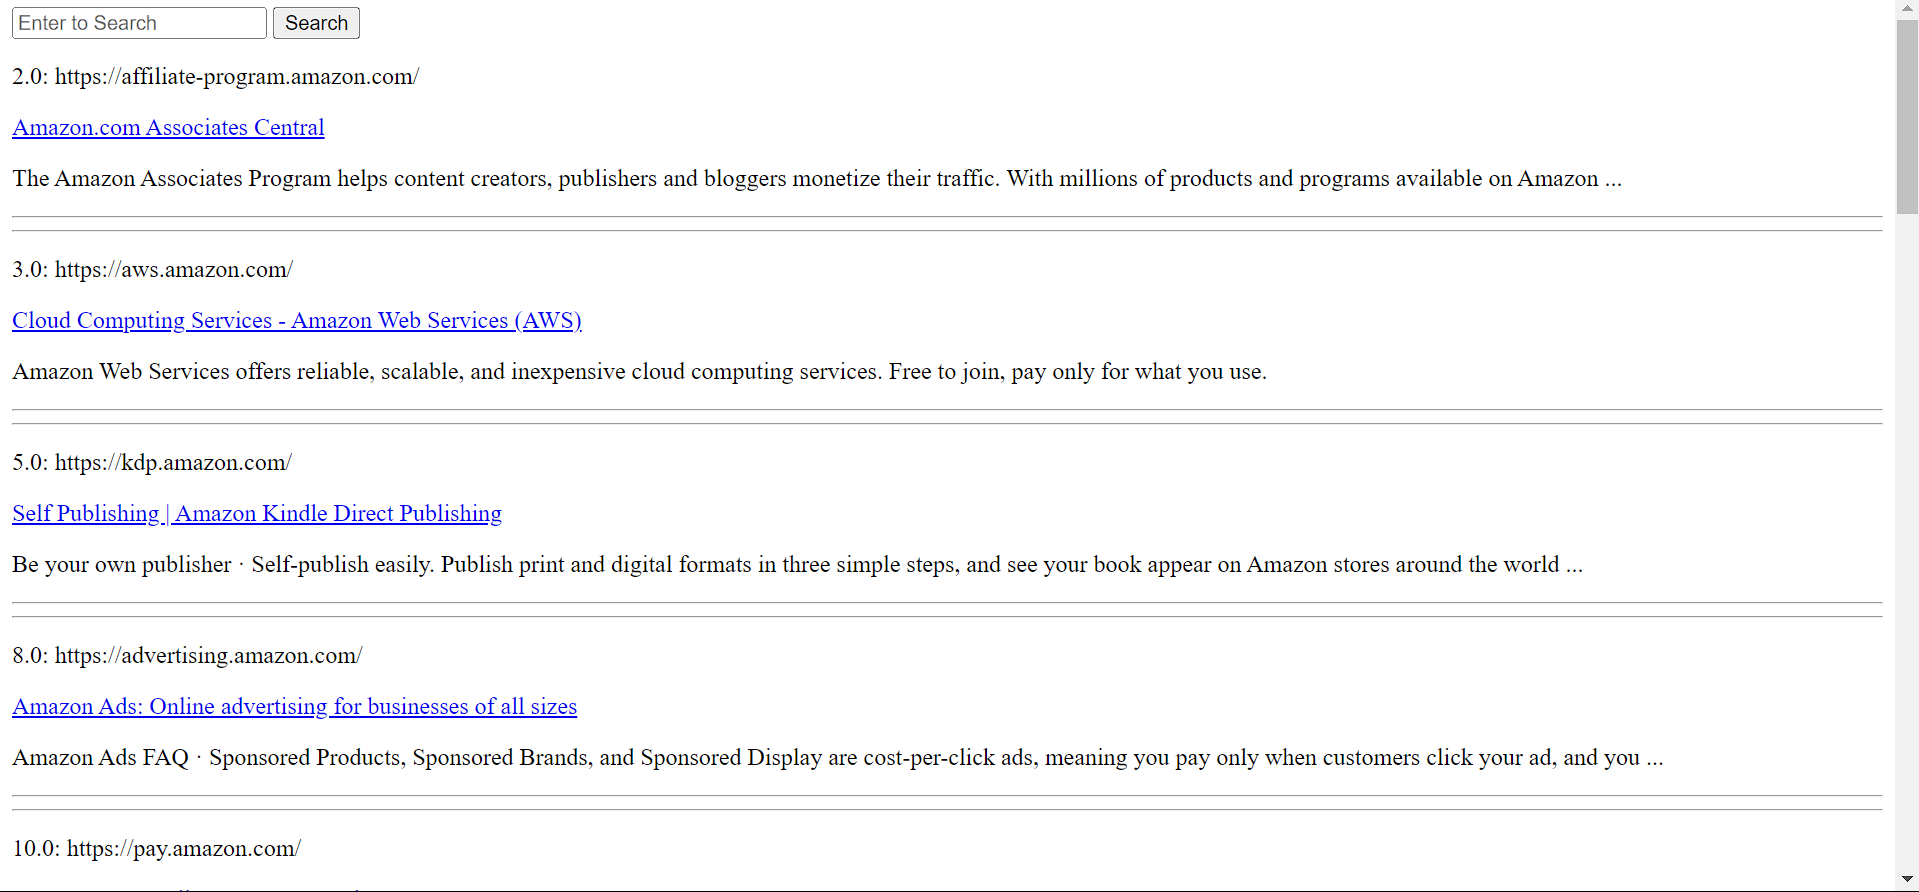 Enter to Search Search
2.0: https://affiliate-program.amazon.com/
Amazon.com Associates Central
The Amazon Associates Program helps content creators, publishers and bloggers monetize their traffic. With millions of products and programs available on Amazon ...
3.0: https://aws.amazon.com/
Cloud Computing Services - Amazon Web Services (AWS)
Amazon Web Services offers reliable, scalable, and inexpensive cloud computing services. Free to join, pay only for what you use.
5.0: https://kdp.amazon.com/
Self Publishing | Amazon Kindle Direct Publishing
Be your own publisher · Self-publish easily. Publish print and digital formats in three simple steps, and see your book appear on Amazon stores around the world ...
8.0: https://advertising.amazon.com/
Amazon Ads: Online advertising for businesses of all sizes
Amazon Ads FAQ · Sponsored Products, Sponsored Brands, and Sponsored Display are cost-per-click ads, meaning you pay only when customers click your ad, and you ...
10.0: https://pay.amazon.com/